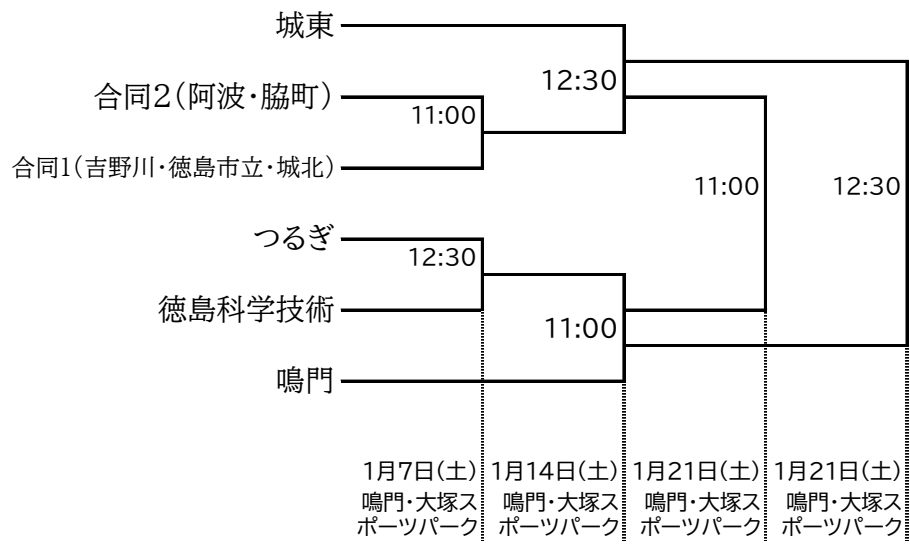 城東
12:30
合同2(阿波・脇町)
11:00
合同1(吉野川・徳島市立・城北)
11:00
12:30
つるぎ
12:30
徳島科学技術
11:00
鳴門
1月7日(土) 1月14日(土) 1月21日(土) 1月21日(土)
鳴門・大塚ス 鳴門・大塚ス 鳴門・大塚ス 鳴門・大塚ス
ポーツパーク ポーツパーク ポーツパーク ポーツパーク